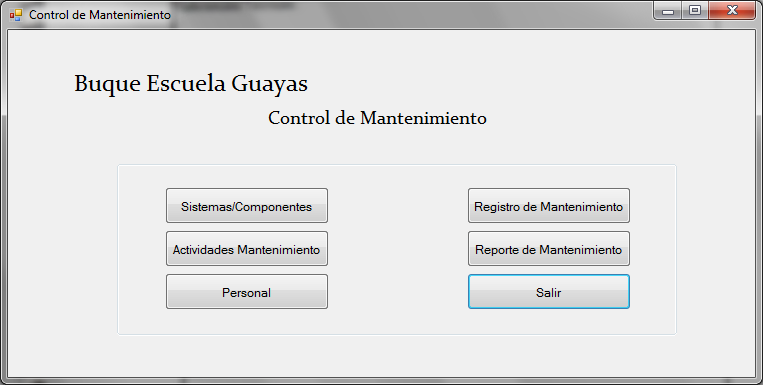 Control de Mantenimiento
Buque Escuela Guayas
Control de Mantenimiento
Sistemas/Componentes
Registro de Mantenimiento
Actividades Mantenimiento
Reporte de Mantenimiento
Personal
Salir